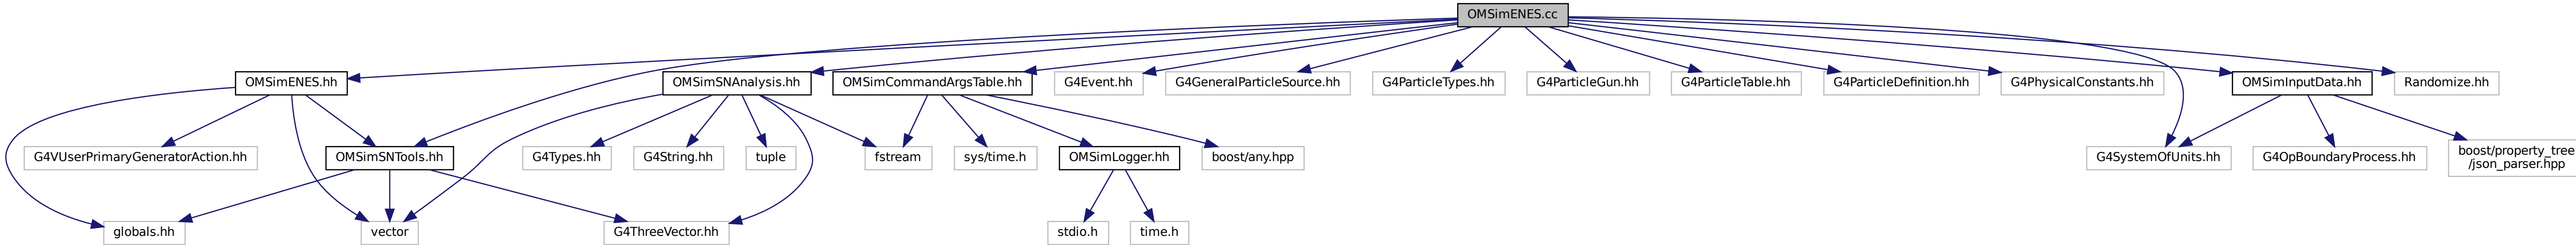 OMSimENES.cc
OMSimENES.hh
OMSimSNAnalysis.hh
OMSimCommandArgsTable.hh
G4Event.hh
G4GeneralParticleSource.hh
G4ParticleTypes.hh
G4ParticleGun.hh
G4ParticleTable.hh
G4ParticleDefinition.hh
G4PhysicalConstants.hh
OMSimInputData.hh
Randomize.hh
G4VUserPrimaryGeneratorAction.hh
OMSimSNTools.hh
G4Types.hh
G4String.hh
tuple
fstream
sys/time.h
OMSimLogger.hh
boost/any.hpp
G4SystemOfUnits.hh
G4OpBoundaryProcess.hh
boost/property_tree
/json_parser.hpp
globals.hh
vector
G4ThreeVector.hh
stdio.h
time.h